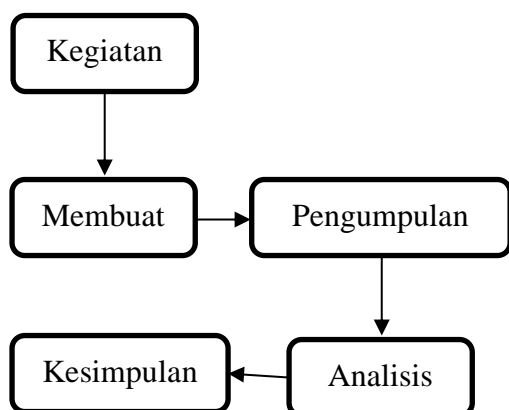 Kegiatan
Membuat
Pengumpulan
Analisis
Kesimpulan